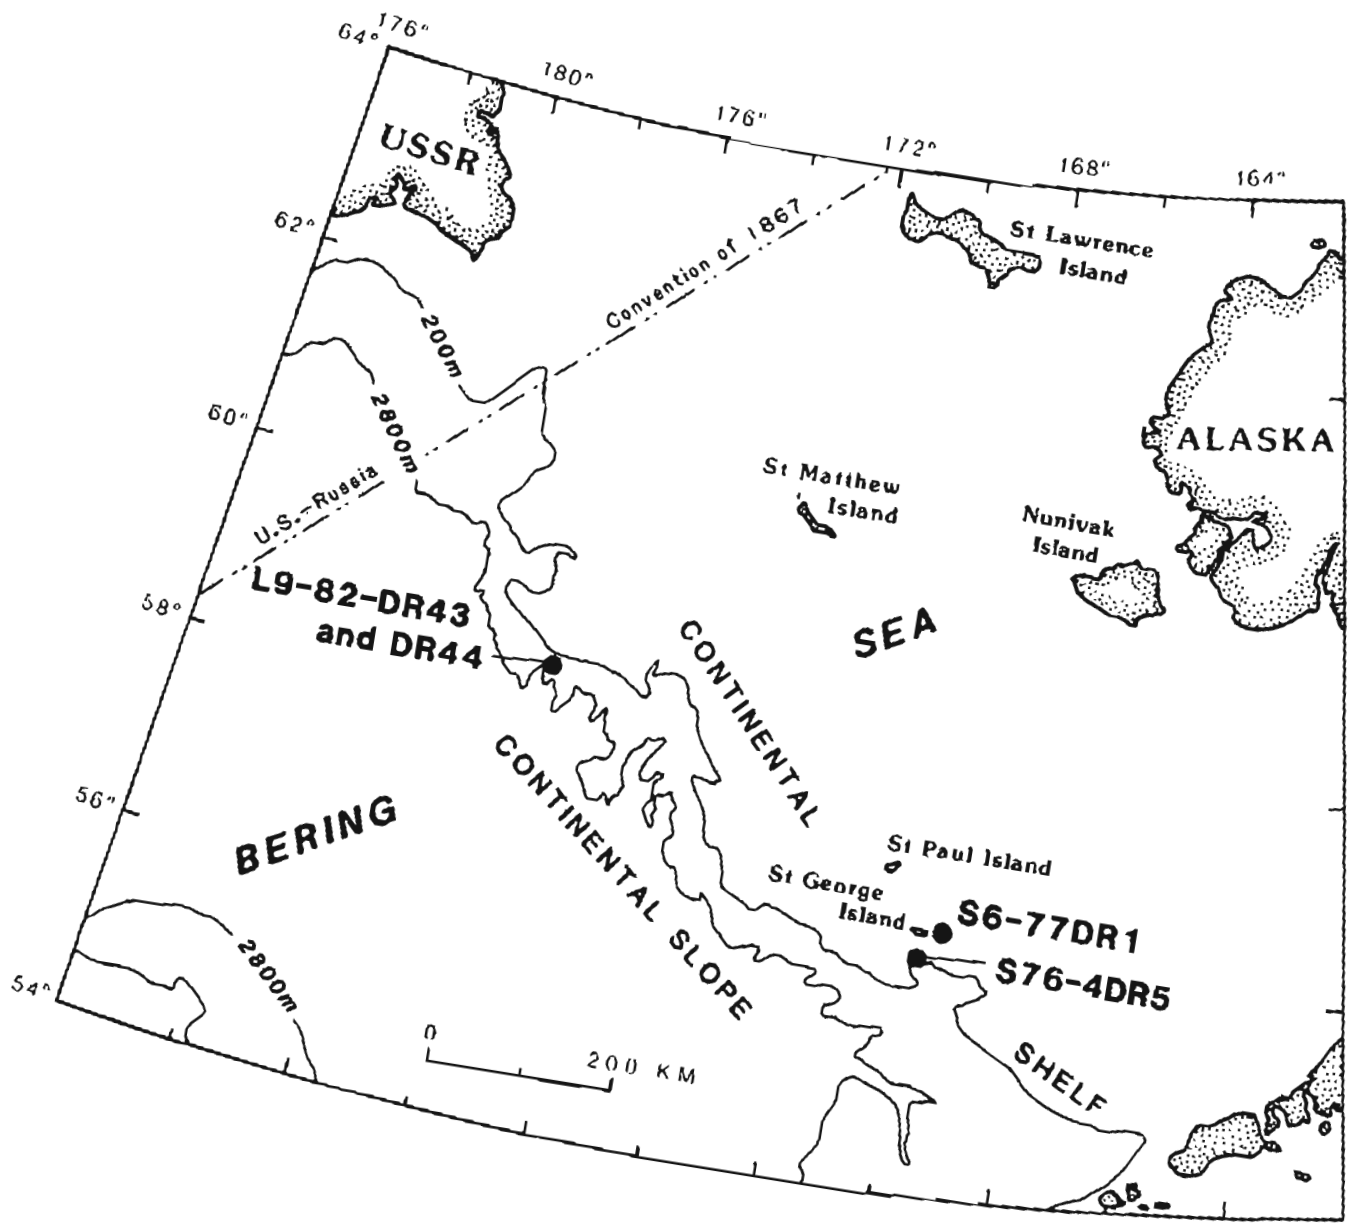 176°
64°
180°
176°
172°
168°
164°
USSR
62°
Convention of 1867
St Lawrence
Island
200m
2800m
60°
ALASKA
St Matthew
Island
U.S.-Russia
Nunivak
Island
L9-82-DR43
and DR44
58°
SEA
CONTINENTAL
CONTINENTAL SLOPE
56°
BERING
St Paul Island
St George
Island
S6-77DR1
S76-4DR5
2800m
54°
0
200 KM
SHELF